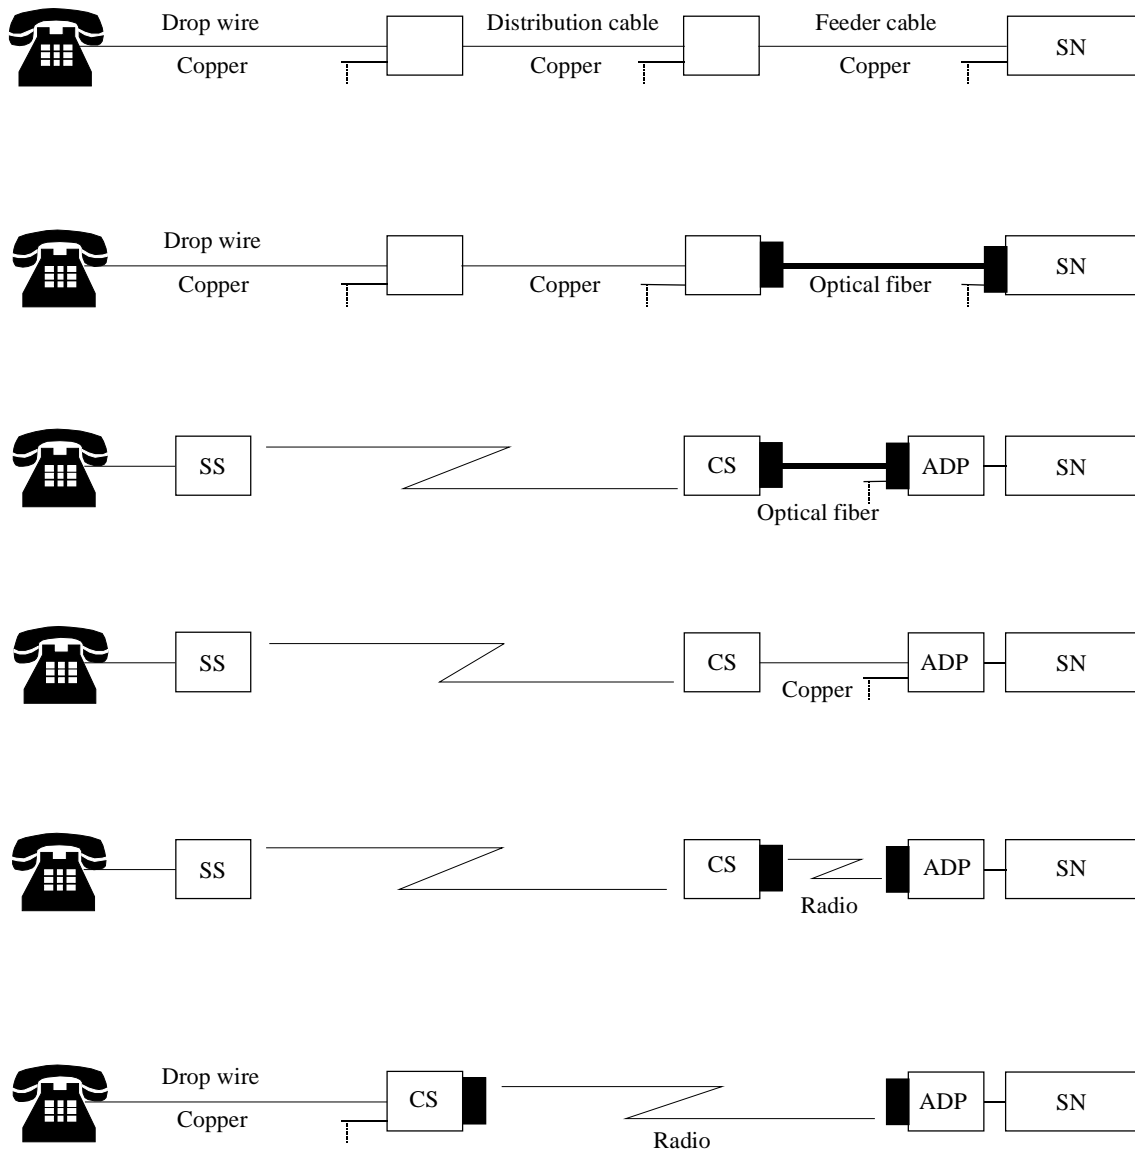 Drop wire Distribution cable Feeder cable
SN
Copper Copper Copper
Drop wire
SN
Copper Copper Optical fiber
SS CS ADP SN
Optical fiber
SS CS ADP SN
Copper
SS CS ADP SN
Radio
Drop wire
CS ADP SN
Copper
Radio